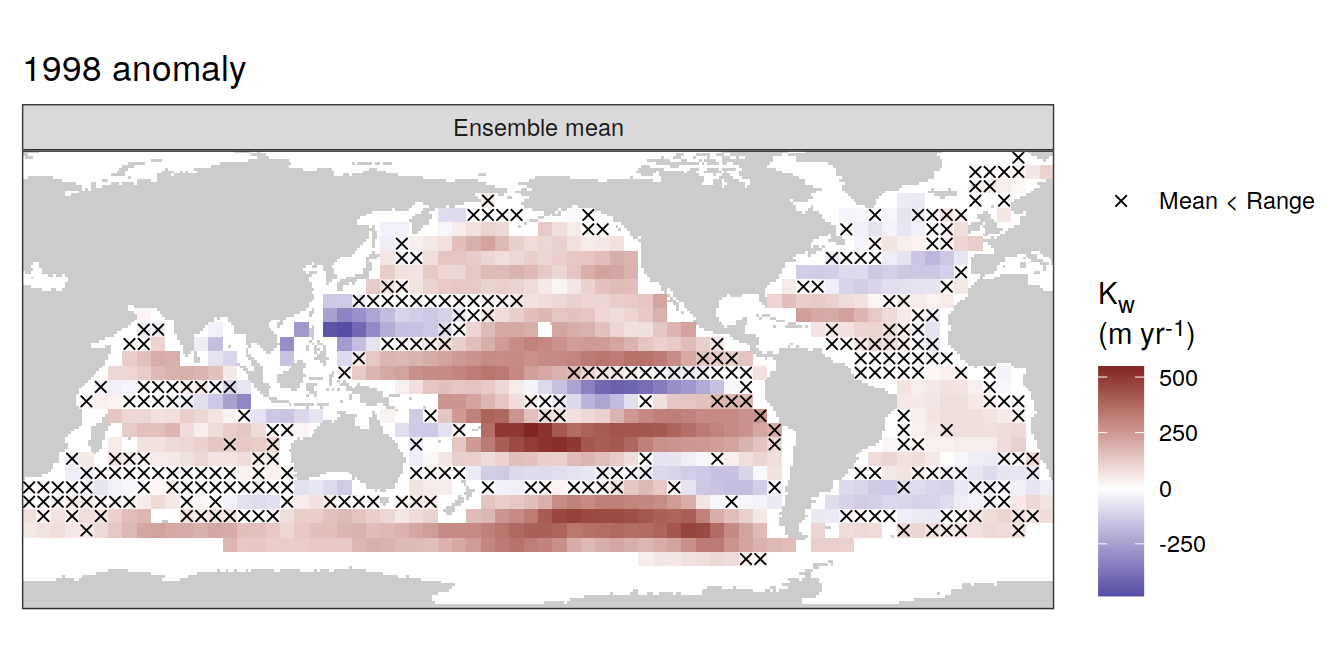 1998 anomaly
Ensemble mean
× Mean < Range
Kw
(m yr-1)
500
250
0
-250